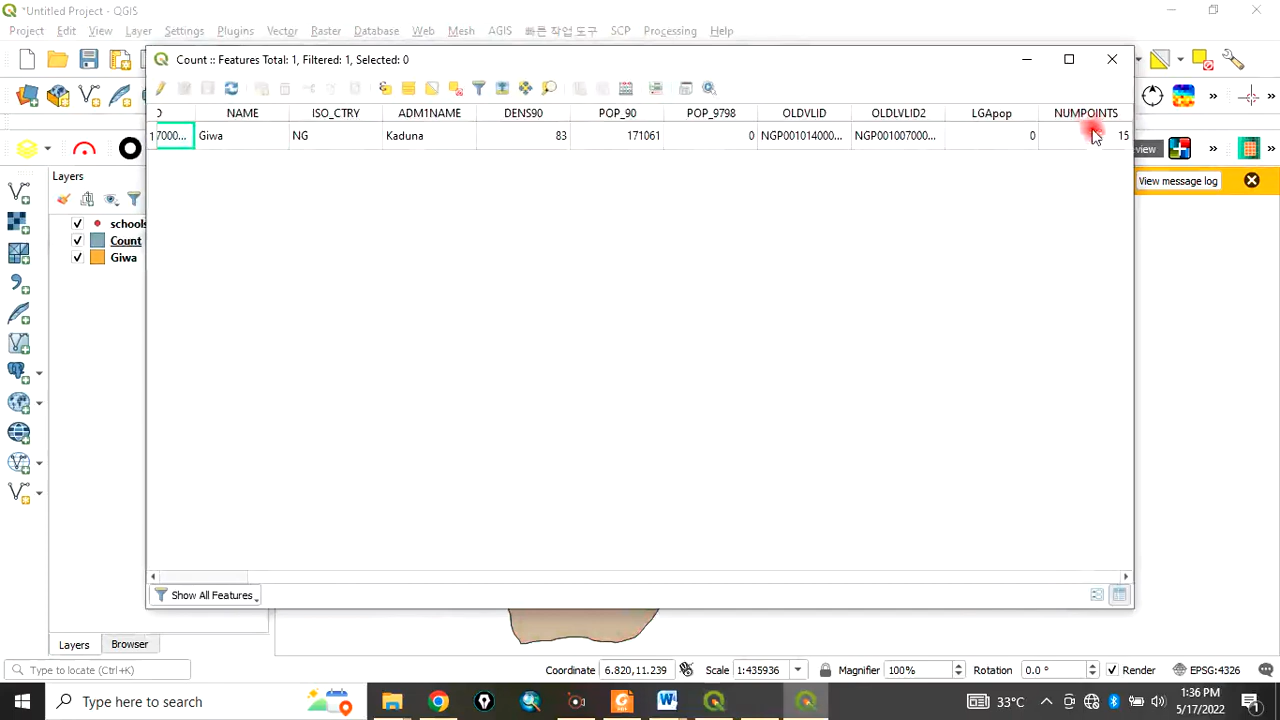 *Untitled Project - QGIS
Project Edit View Layer Settings Plugins Vector Raster Database Web Mesh AGIS 빠른 작업 도구 SCP Processing Help
Count :: Features Total: 1, Filtered: 1, Selected: 0
NAME ISO_CTRY ADM1NAME DENS90 POP_90 POP_9798 OLDVLID OLDLVLID2 LGApop NUMPOINTS
1 7000... Giwa NG Kaduna 83 171061 0 NGP001014000... NGP001007000... 0 15
Layers
View message log
schools
Count
Giwa
Show All Features
Layers Browser
Type to locate (Ctrl+K) Coordinate 6.820,11.239 Scale 1:435936 Magnifier 100% Rotation 0.0 ° Render EPSG:4326
Type here to search 33°C 1:36 PM
5/17/2022